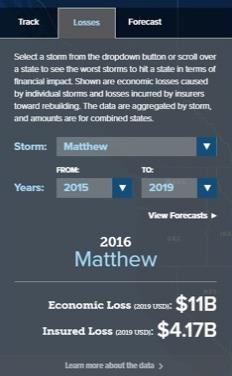 Track Losses Forecast
Select a storm from the dropdown button or scroll over
a state to see the worst storms to hit a state in terms of
financial impact. Shown are economic losses caused
by individual storms and losses incurred by insurers
toward rebuilding. The data are aggregated by storm,
and amounts are for combined states.
Storm: Matthew
FROM: TO:
Years: 2015 2019
View Forecasts
2016
Matthew
Economic Loss (2019 USD): $11B
Insured Loss (2019 USD): $4.17B
Learn more about the data